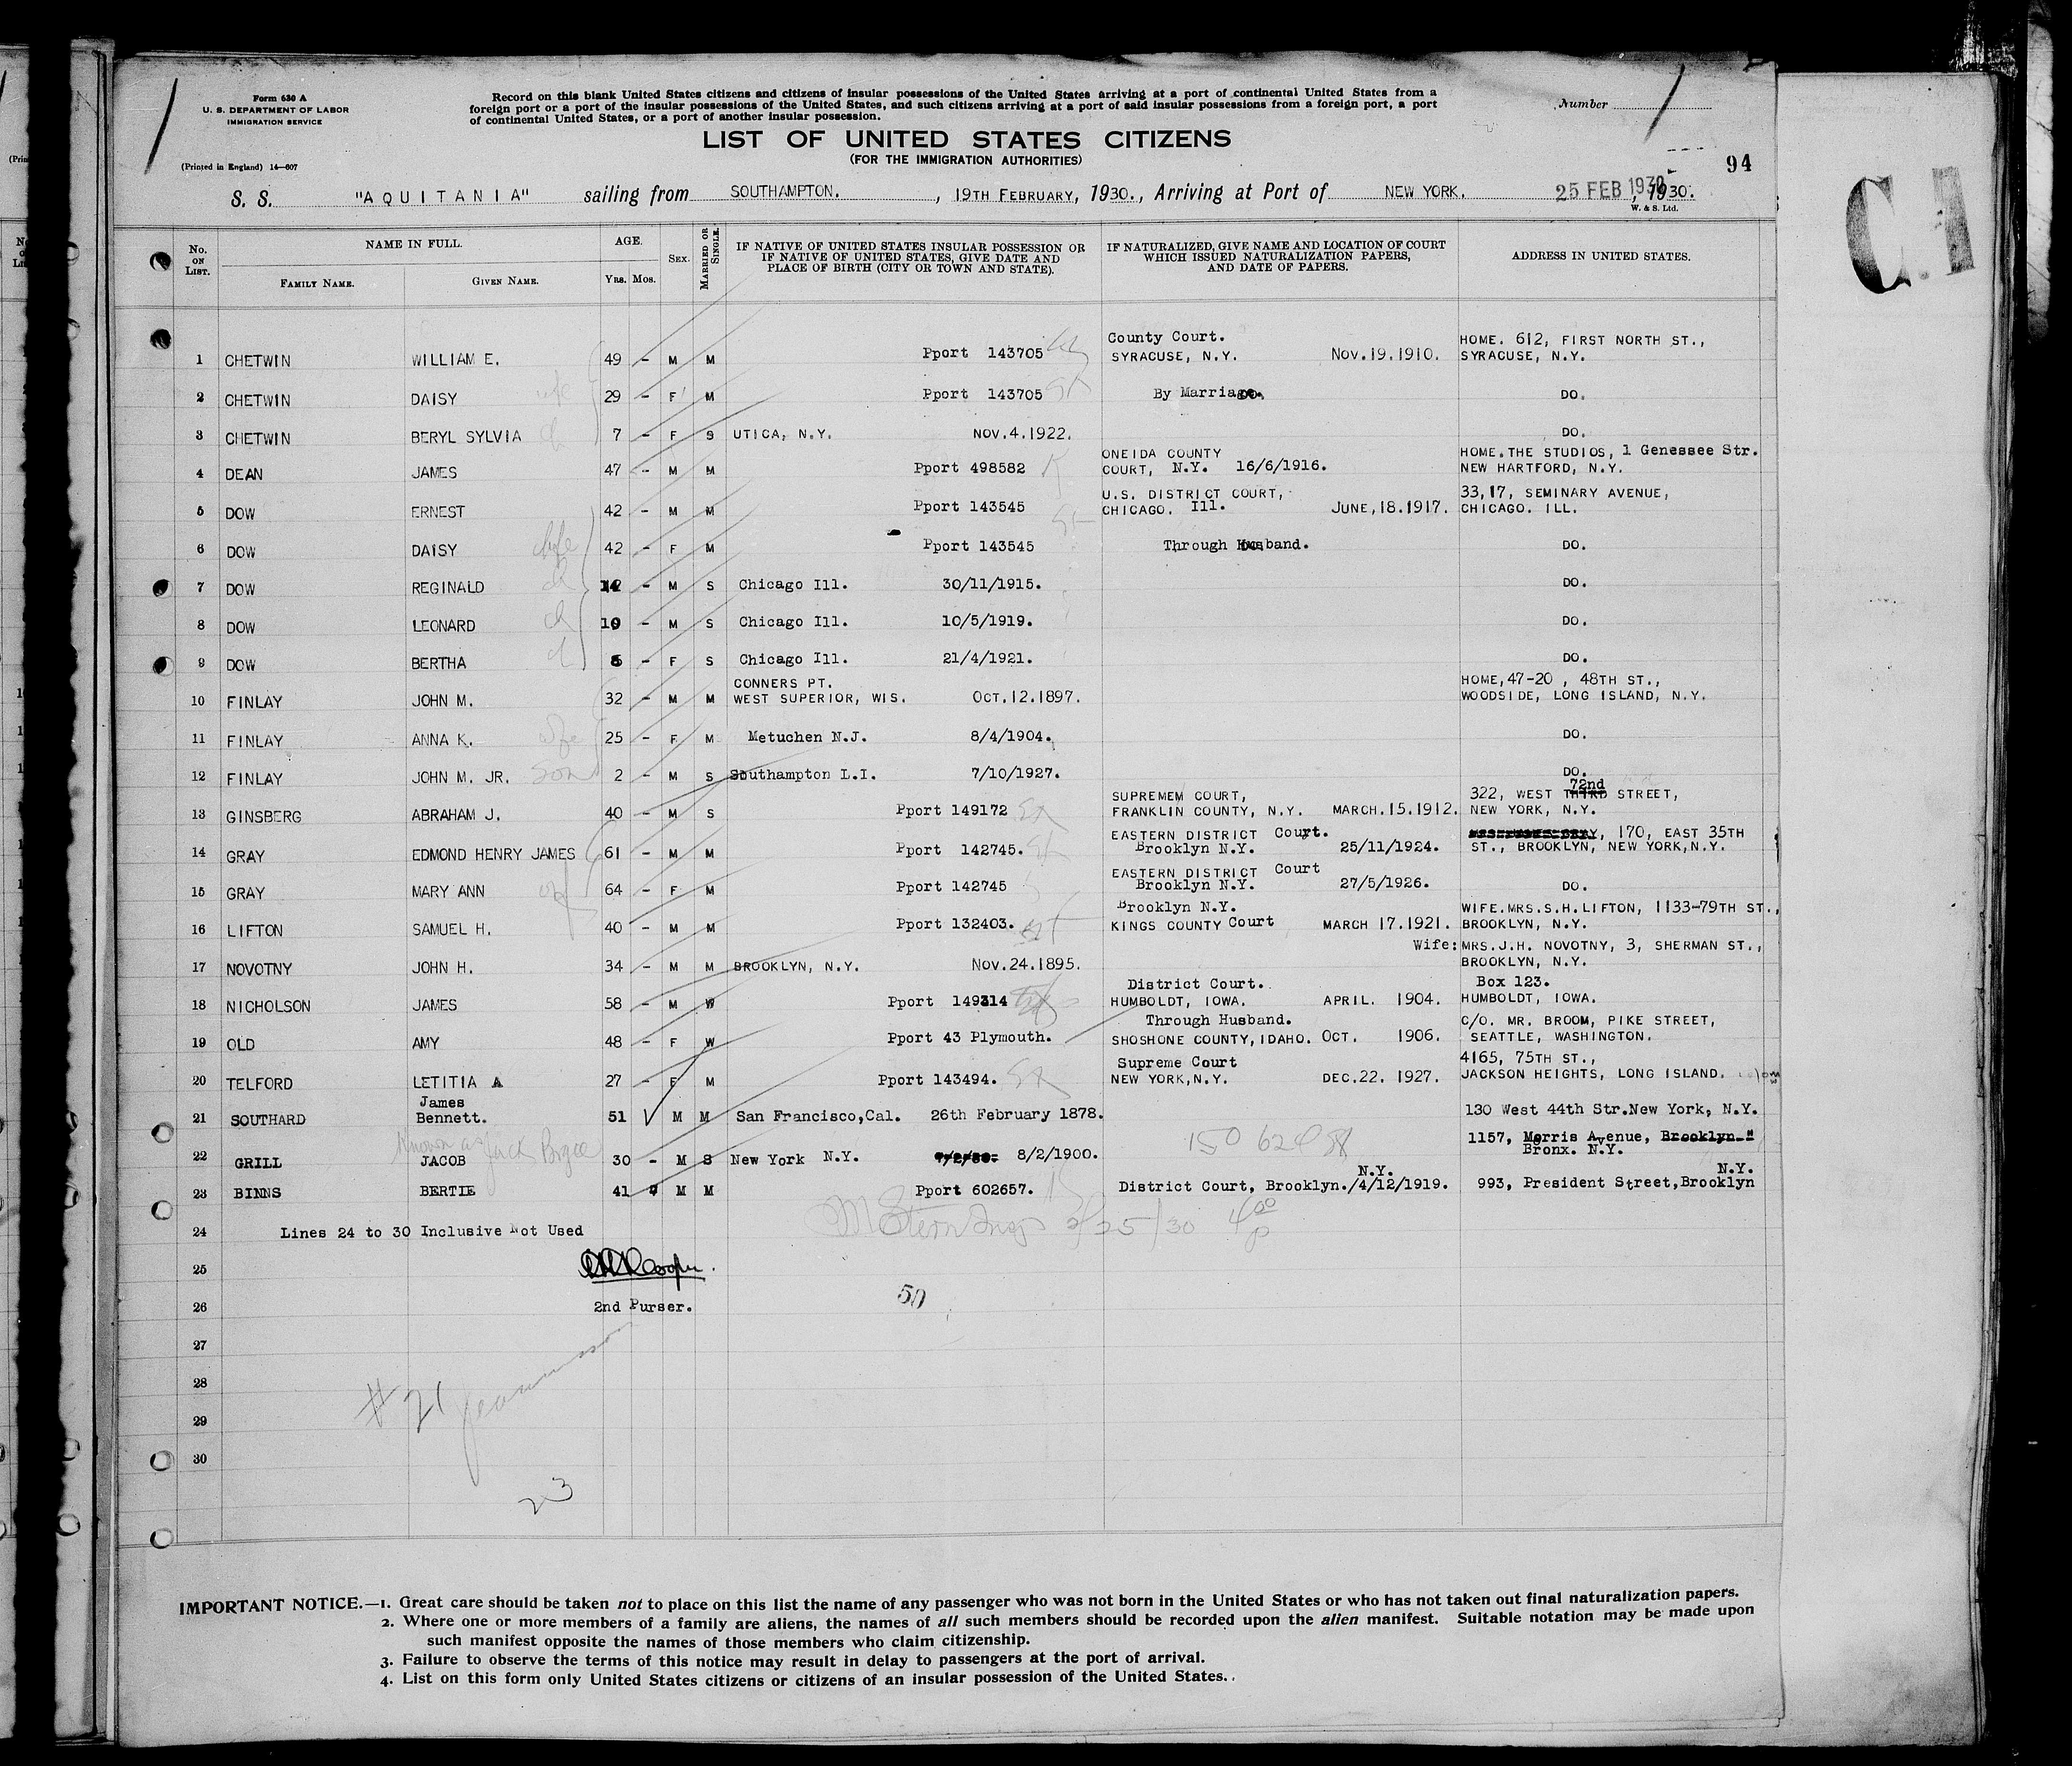 Form 630 A
U. S. DEPARTMENT OF LABOR
IMMIGRATION SERVICE
(Printed in England) 14—607
Record on this blank United States citizens and citizens of insular possessions of the United States arriving at a port of continental United States from a
foreign port or a port of the insular possessions of the United States, and such citizens arriving at a port of said insular possessions from a foreign port, a port
of continental United States, or a port of another insular possession.
Number
LIST OF UNITED STATES CITIZENS
(FOR THE IMMIGRATION AUTHORITIES)
94
S. S. "AQUITANIA" sailing from SOUTHAMPTON. , 19TH FEBRUARY, 1930., Arriving at Port of NEW YORK. 25 FEB 1930 , 1930.
W. & S. Ltd.
C.1
No. ON LIST.
NAME IN FULL.
FAMILY NAME.
GIVEN NAME.
AGE.
Yrs. Mos.
SEX.
MARRIED OR SINGLE.
IF NATIVE OF UNITED STATES INSULAR POSSESSION OR
IF NATIVE OF UNITED STATES, GIVE DATE AND
PLACE OF BIRTH (CITY OR TOWN AND STATE).
IF NATURALIZED, GIVE NAME AND LOCATION OF COURT
WHICH ISSUED NATURALIZATION PAPERS,
AND DATE OF PAPERS.
ADDRESS IN UNITED STATES.
County Court. HOME. 612, FIRST NORTH ST.,
1 CHETWIN WILLIAM E. 49 - M M Pport 143705 SYRACUSE, N.Y. NOV.19.1910. SYRACUSE, N.Y.
2 CHETWIN DAISY wife 29 - F M Pport 143705 By Marriage. DO.
3 CHETWIN BERYL SYLVIA ch 7 - F S UTICA, N.Y. NOV.4.1922. DO.
ONEIDA COUNTY HOME.THE STUDIOS, 1 Genessee Str.
4 DEAN JAMES 47 - M M Pport 498582 COURT, N.Y. 16/6/1916. NEW HARTFORD, N.Y.
U.S. DISTRICT COURT, 33,17, SEMINARY AVENUE,
5 DOW ERNEST 42 - M M Pport 143545 CHICAGO. Ill. JUNE,18.1917. CHICAGO. ILL.
6 DOW DAISY wife 42 - F M Pport 143545 Through Husband. DO.
7 DOW REGINALD ch 14 - M S Chicago Ill. 30/11/1915. DO.
8 DOW LEONARD ch 10 - M S Chicago Ill. 10/5/1919. DO.
9 DOW BERTHA - F S Chicago Ill. 21/4/1921. DO.
CONNERS PT. HOME,47-20 , 48TH ST.,
10 FINLAY JOHN M. 32 - M M WEST SUPERIOR, WIS. OCT.12.1897. WOODSIDE, LONG ISLAND, N.Y.
11 FINLAY ANNA K. wife 25 - F M Metuchen N.J. 8/4/1904. DO.
12 FINLAY JOHN M. JR. son 2 - M S Southampton L.I. 7/10/1927. DO.
72nd
SUPREMEM COURT, 322, WEST THIRD STREET,
13 GINSBERG ABRAHAM J. 40 - M S Pport 149172 FRANKLIN COUNTY, N.Y. MARCH.15.1912. NEW YORK, N.Y.
EASTERN DISTRICT Court. , 170, EAST 35TH
14 GRAY EDMOND HENRY JAMES 61 - M M Pport 142745. Brooklyn N.Y. 25/11/1924. ST., BROOKLYN, NEW YORK,N.Y.
EASTERN DISTRICT Court
15 GRAY MARY ANN 64 - F M Pport 142745 Brooklyn N.Y. 27/5/1926. DO.
Brooklyn N.Y. WIFE.MRS.S.H.LIFTON, 1133-79TH ST.,
16 LIFTON SAMUEL H. 40 - M M Pport 132403. KINGS COUNTY Court MARCH 17.1921. BROOKLYN, N.Y.
Wife: MRS.J.H. NOVOTNY, 3, SHERMAN ST.,
17 NOVOTNY JOHN H. 34 - M M BROOKLYN, N.Y. NOV.24.1895. BROOKLYN, N.Y.
District Court. Box 123.
18 NICHOLSON JAMES 58 - M W Pport 149314 HUMBOLDT, IOWA. APRIL. 1904. HUMBOLDT, IOWA.
Through Husband. C/O. MR. BROOM, PIKE STREET,
19 OLD AMY 48 - F W Pport 43 Plymouth. SHOSHONE COUNTY, IDAHO. OCT. 1906. SEATTLE, WASHINGTON.
Supreme Court 4165, 75TH ST.,
20 TELFORD LETITIA A 27 - F M Pport 143494. NEW YORK,N.Y. DEC.22. 1927. JACKSON HEIGHTS, LONG ISLAND.
James
21 SOUTHARD Bennett. 51 M M San Francisco,Cal. 26th February 1878. 130 West 44th Str.New York, N.Y.
Known as Jack 150 62 1157, Morris Avenue, Brooklyn "
22 GRILL JACOB 30 - M S New York N.Y. 8/2/1900. Bronx. N.Y.
N.Y. N.Y.
23 BINNS BERTIE 41 M M Pport 602657. District Court, Brooklyn./4/12/1919. 993, President Street,Brooklyn
24 Lines 24 to 30 Inclusive Not Used
M Stern Insp 2/25/30 4 00 p
25
26 2nd Purser. 50
27
28
# 21
29
30
23
IMPORTANT NOTICE.—1. Great care should be taken not to place on this list the name of any passenger who was not born in the United States or who has not taken out final naturalization papers.
2. Where one or more members of a family are aliens, the names of all such members should be recorded upon the alien manifest. Suitable notation may be made upon
such manifest opposite the names of those members who claim citizenship.
3. Failure to observe the terms of this notice may result in delay to passengers at the port of arrival.
4. List on this form only United States citizens or citizens of an insular possession of the United States.